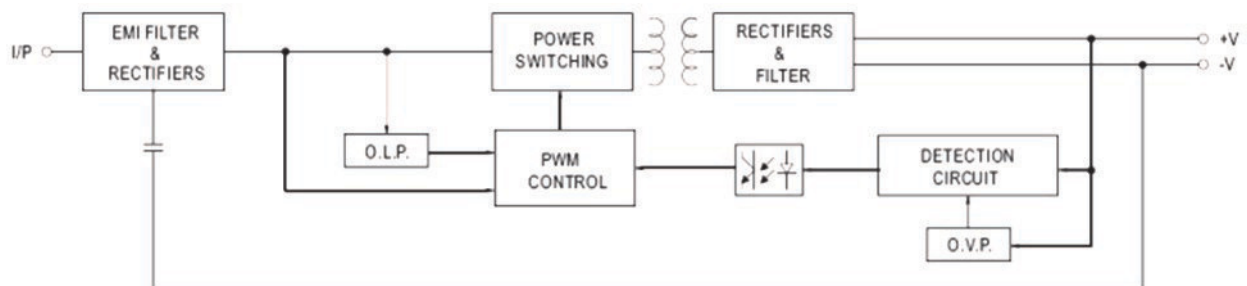 I/P
EMI FILTER
&
RECTIFIERS
POWER
SWITCHING
RECTIFIERS
&
FILTER
+V
-V
O.L.P.
PWM
CONTROL
DETECTION
CIRCUIT
O.V.P.